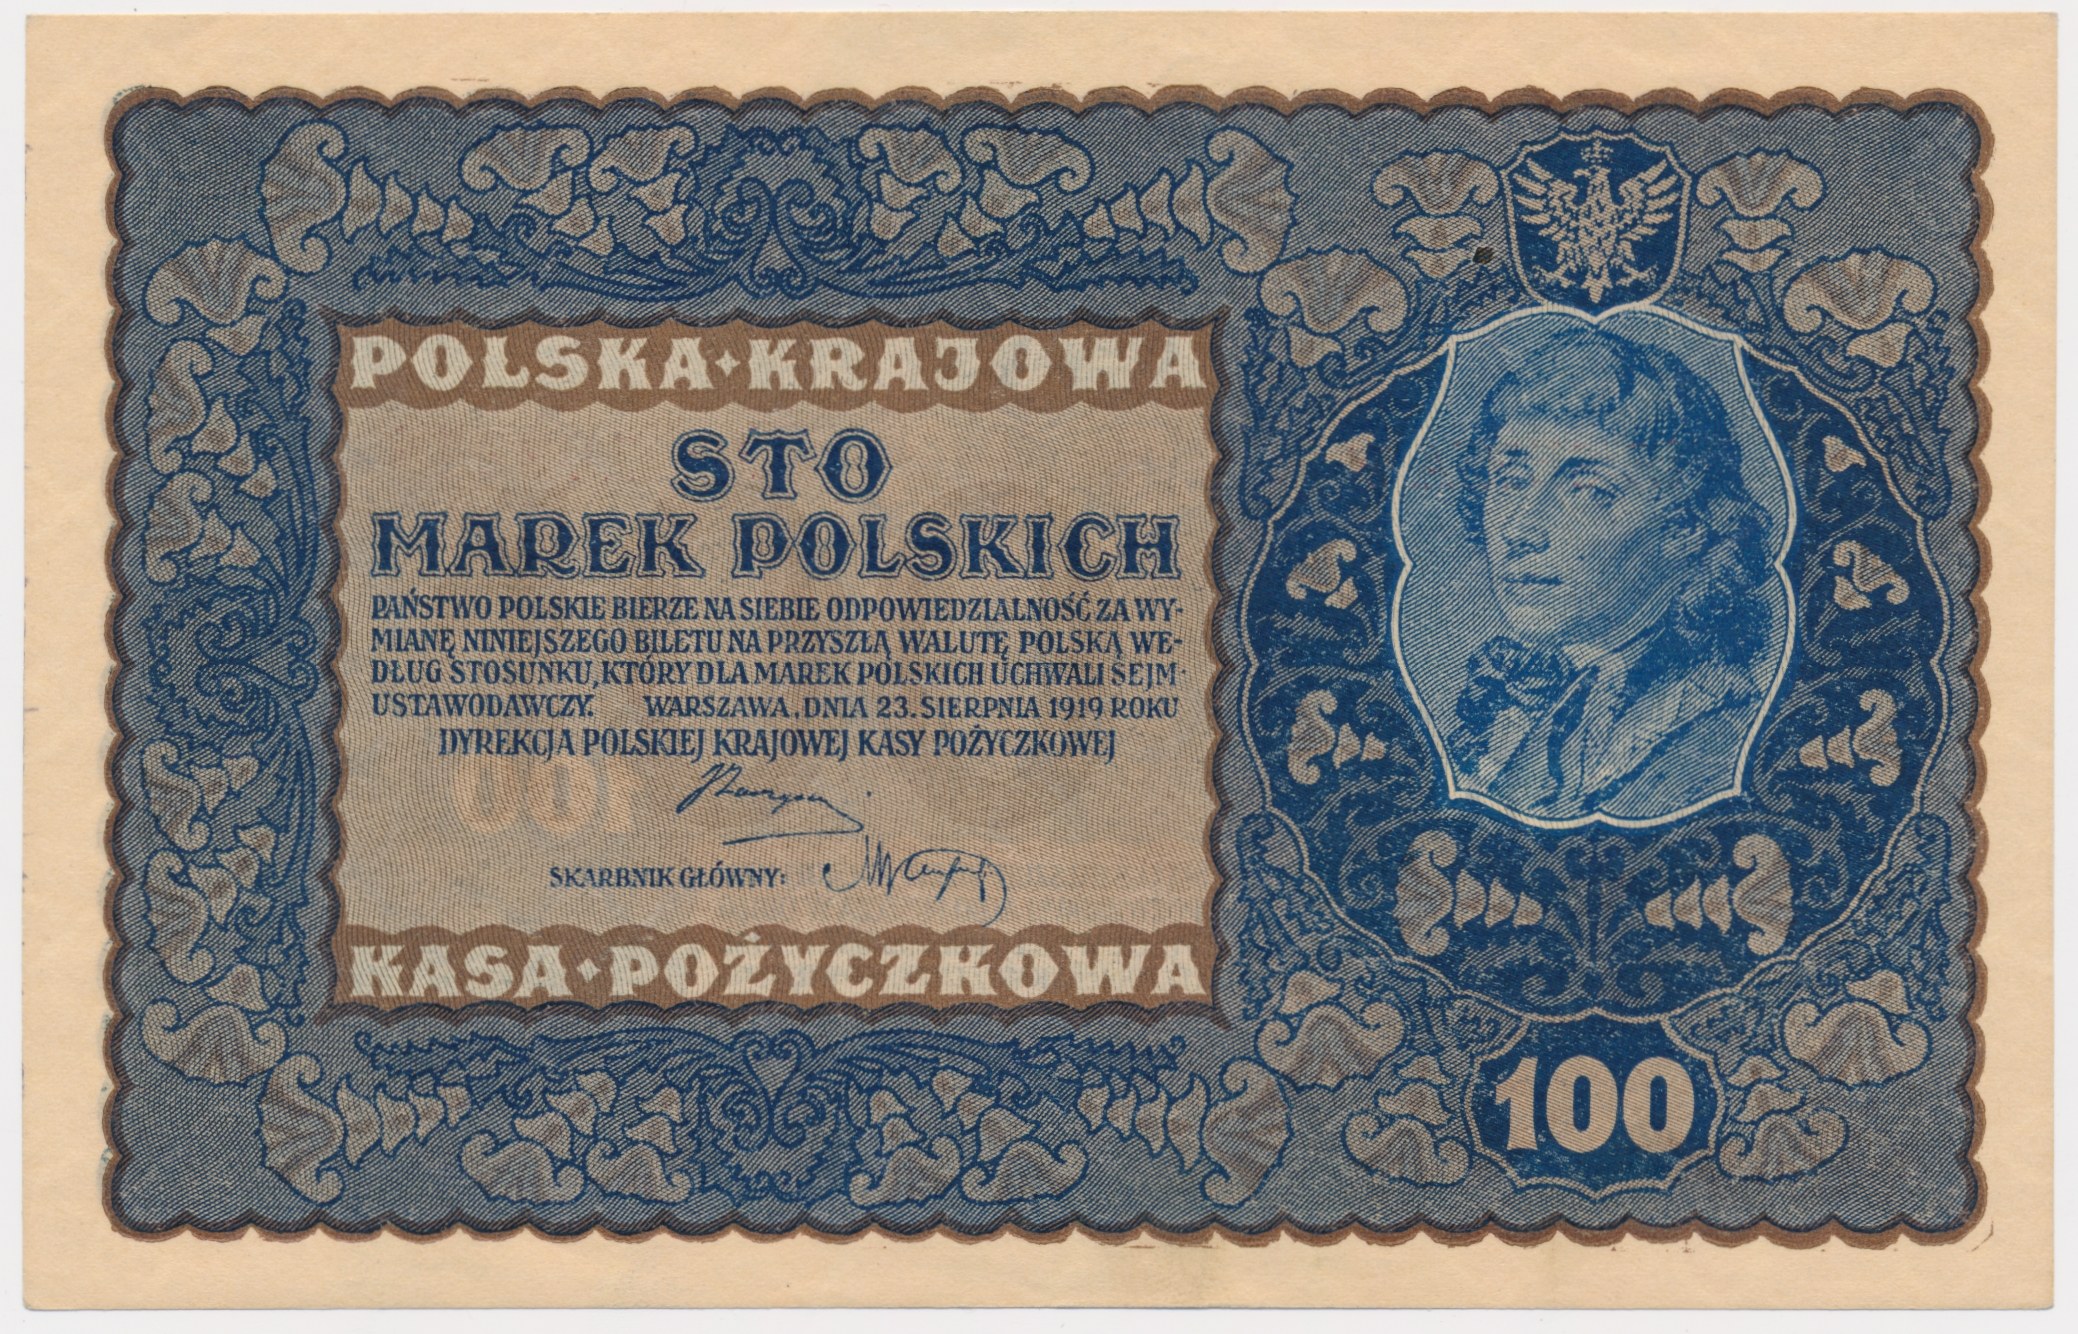 POLSKA·KRAJOWA
STO
MAREK POLSKICH
PAŃSTWO POLSKIE BIERZE NA SIEBIE ODPOWIEDZIALNOŚĆ ZA WY-
MIANĘ NINIEJSZEGO BILETU NA PRZYSZŁĄ WALUTĘ POLSKĄ WE-
DŁUG STOSUNKU, KTÓRY DLA MAREK POLSKICH UCHWALI SEJM·
USTAWODAWCZY. WARSZAWA, DNIA 23. SIERPNIA 1919 ROKU
DYREKCJA POLSKIEJ KRAJOWEJ KASY POŻYCZKOWEJ
SKARBNIK GŁÓWNY:
KASA·POŻYCZKOWA
100